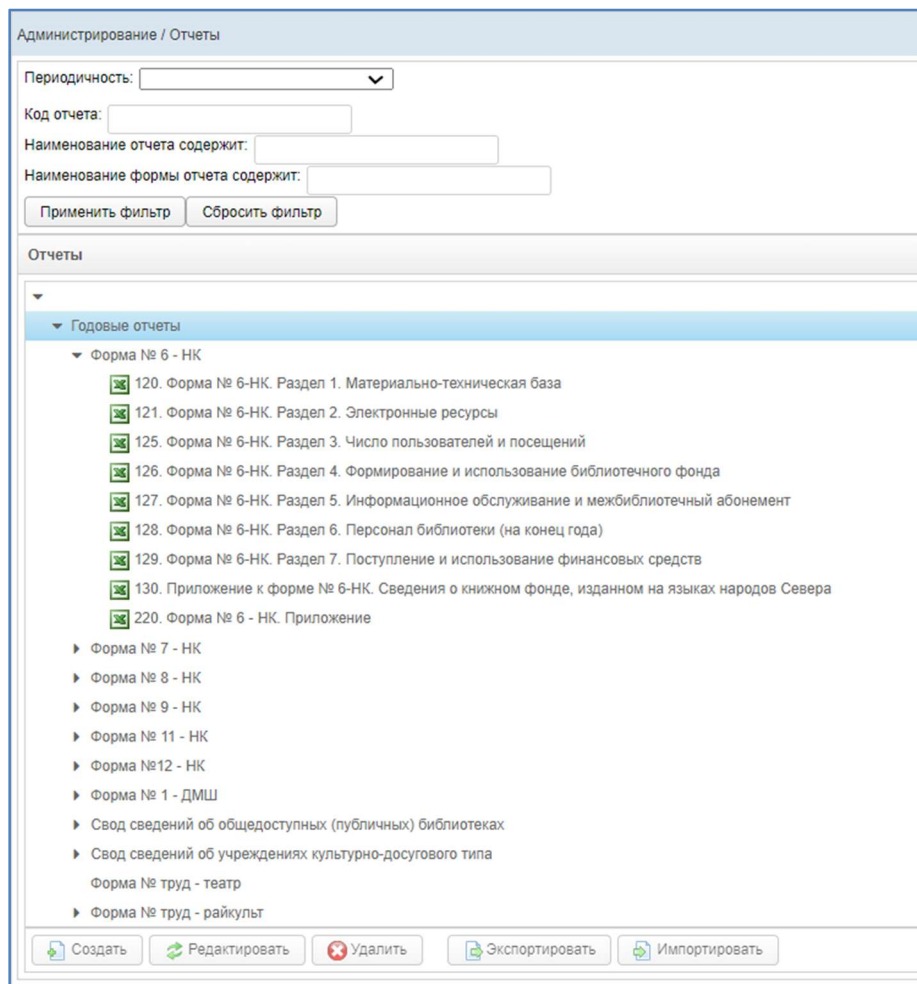 Администрирование / Отчеты
Периодичность:
Код отчета:
Наименование отчета содержит:
Наименование формы отчета содержит:
Применить фильтр Сбросить фильтр
Отчеты
Годовые отчеты
Форма № 6 - НК
120. Форма № 6-НК. Раздел 1. Материально-техническая база
121. Форма № 6-НК. Раздел 2. Электронные ресурсы
125. Форма № 6-НК. Раздел 3. Число пользователей и посещений
126. Форма № 6-НК. Раздел 4. Формирование и использование библиотечного фонда
127. Форма № 6-НК. Раздел 5. Информационное обслуживание и межбиблиотечный абонемент
128. Форма № 6-НК. Раздел 6. Персонал библиотеки (на конец года)
129. Форма № 6-НК. Раздел 7. Поступление и использование финансовых средств
130. Приложение к форме № 6-НК. Сведения о книжном фонде, изданном на языках народов Севера
220. Форма № 6 - НК. Приложение
Форма № 7 - НК
Форма № 8 - НК
Форма № 9 - НК
Форма № 11 - НК
Форма №12 - НК
Форма № 1 - ДМШ
Свод сведений об общедоступных (публичных) библиотеках
Свод сведений об учреждениях культурно-досугового типа
Форма № труд - театр
Форма № труд - райкульт
Создать Редактировать Удалить Экспортировать Импортировать